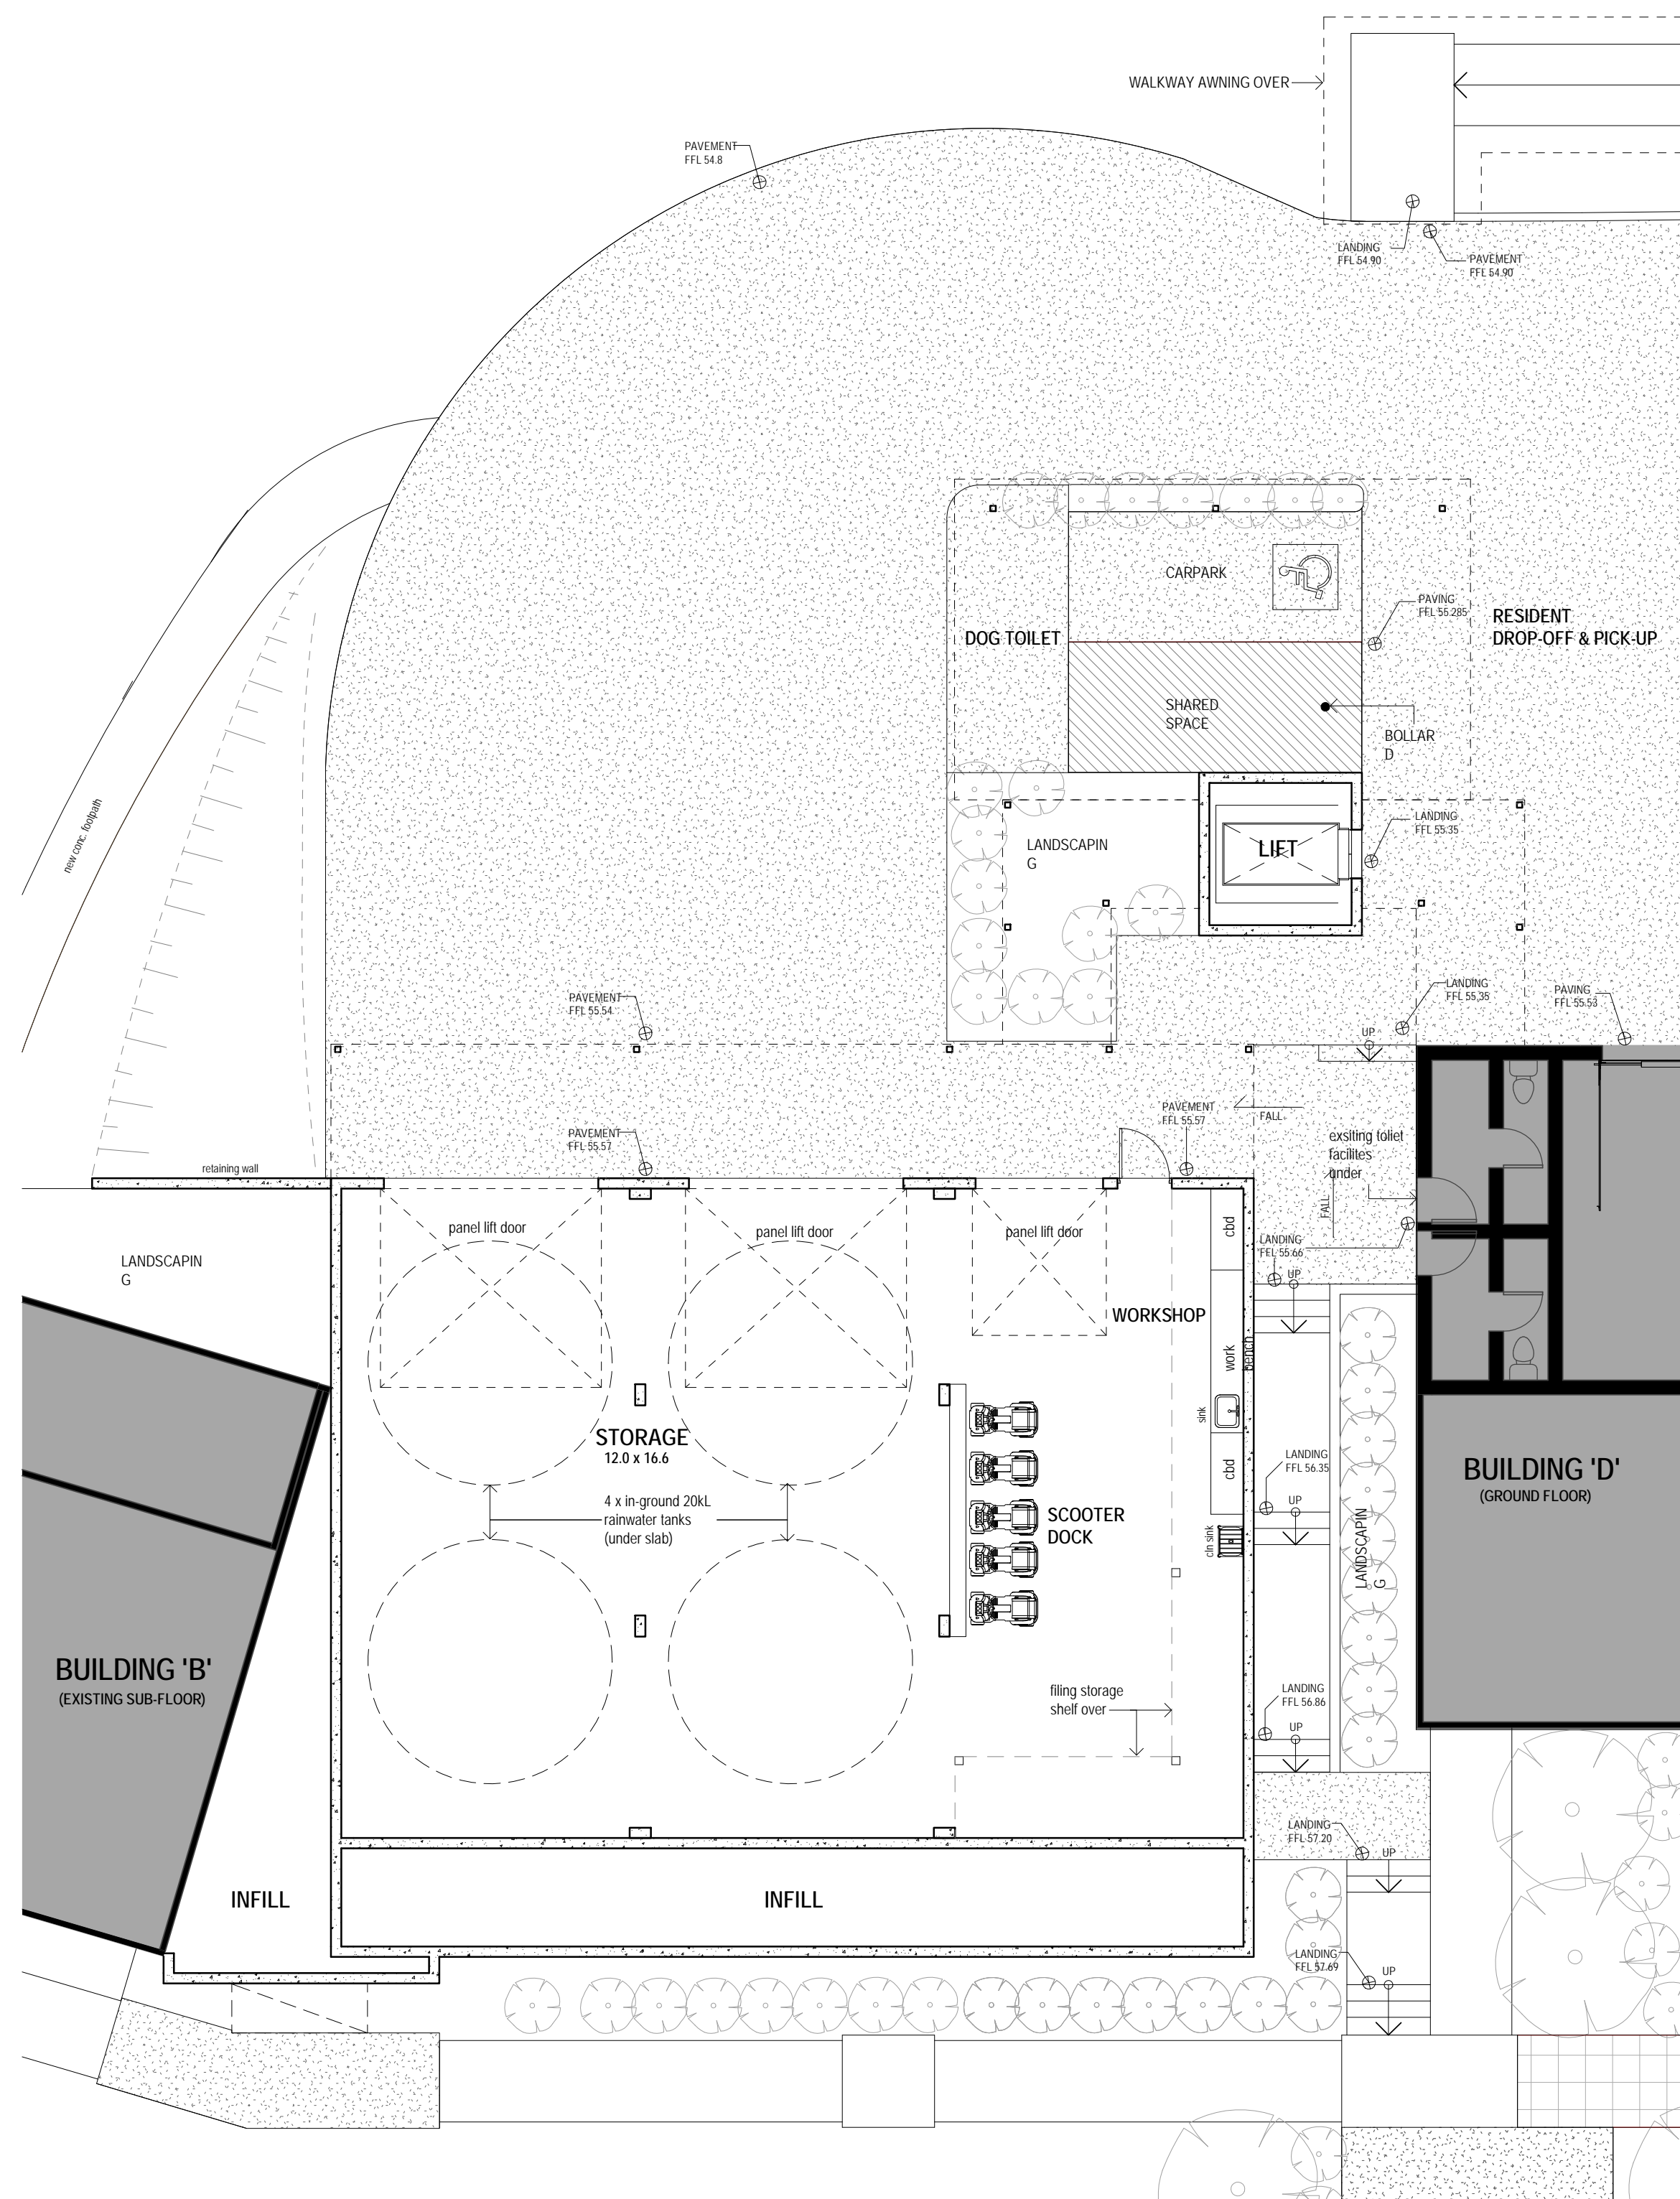 WALKWAY AWNING OVER
PAVEMENT
FFL 54.8
LANDING
FFL 54.90
PAVEMENT
FFL 54.90
CARPARK
PAVING
FFL 55.285
RESIDENT
DROP-OFF & PICK-UP
DOG TOILET
SHARED
SPACE
BOLLAR
D
new conc. footpath
LANDING
FFL 55.35
LANDSCAPIN
G
LIFT
PAVEMENT
FFL 55.54
LANDING
FFL 55.35
PAVING
FFL 55.53
UP
PAVEMENT
FFL 55.57
FALL
PAVEMENT
FFL 55.57
exsiting toliet
facilites
under
retaining wall
FALL
panel lift door
panel lift door
panel lift door
cbd
LANDING
FFL 55.66
UP
LANDSCAPIN
G
WORKSHOP
work
bench
sink
STORAGE
12.0 x 16.6
cbd
LANDING
FFL 56.35
UP
BUILDING 'D'
(GROUND FLOOR)
4 x in-ground 20kL
rainwater tanks
(under slab)
SCOOTER
DOCK
cln sink
LANDSCAPIN
G
BUILDING 'B'
(EXISTING SUB-FLOOR)
filing storage
shelf over
LANDING
FFL 56.86
UP
LANDING
FFL 57.20
UP
INFILL
INFILL
LANDING
FFL 57.69
UP